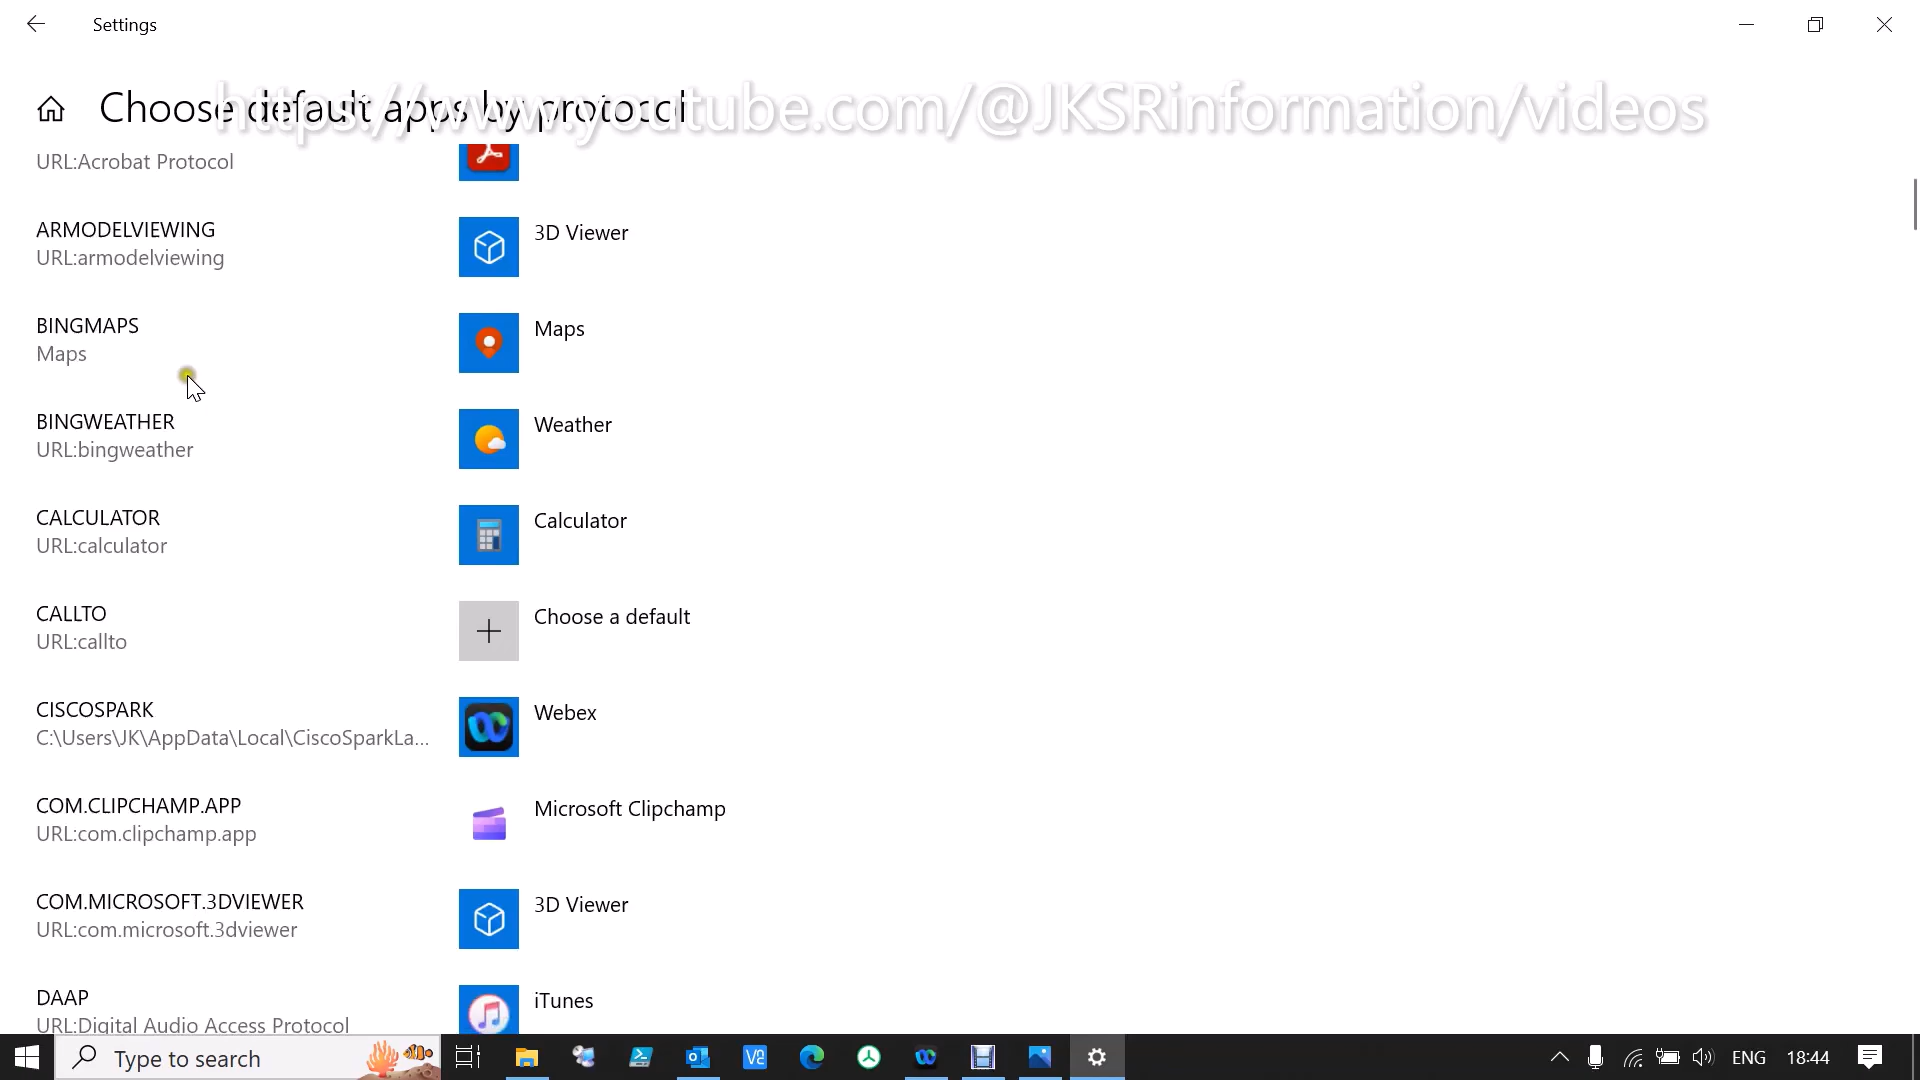 Settings
Choose default apps by protocol
https://www.youtube.com/@JKSRinformation/videos
URL:Acrobat Protocol
ARMODELVIEWING
URL:armodelviewing
3D Viewer
BINGMAPS
Maps
Maps
BINGWEATHER
URL:bingweather
Weather
CALCULATOR
URL:calculator
Calculator
CALLTO
URL:callto
Choose a default
CISCOSPARK
C:\Users\JK\AppData\Local\CiscoSparkLa...
Webex
COM.CLIPCHAMP.APP
URL:com.clipchamp.app
Microsoft Clipchamp
COM.MICROSOFT.3DVIEWER
URL:com.microsoft.3dviewer
3D Viewer
DAAP
URL:Digital Audio Access Protocol
iTunes
Type to search
ENG
18:44